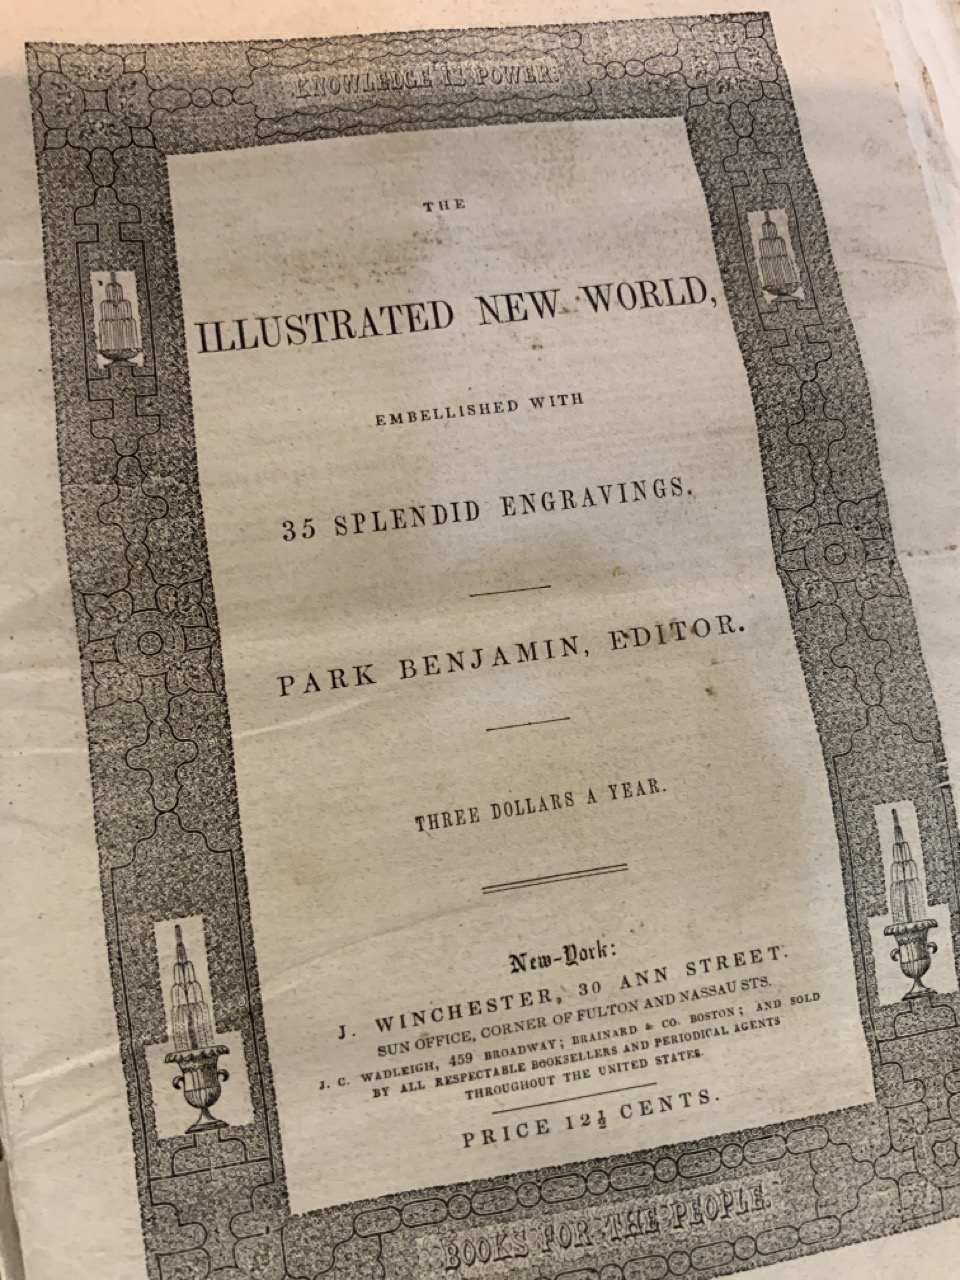 KNOWLEDGE IS POWER.
THE
ILLUSTRATED NEW WORLD,
EMBELLISHED WITH
35 SPLENDID ENGRAVINGS.
PARK BENJAMIN, EDITOR.
THREE DOLLARS A YEAR.
New-York:
J. WINCHESTER, 30 ANN STREET.
SUN OFFICE, CORNER OF FULTON AND NASSAU STS.
J. C. WADLEIGH, 459 BROADWAY; BRAINARD & CO. BOSTON; AND SOLD
BY ALL RESPECTABLE BOOKSELLERS AND PERIODICAL AGENTS
THROUGHOUT THE UNITED STATES.
PRICE 12½ CENTS.
BOOKS FOR THE PEOPLE.